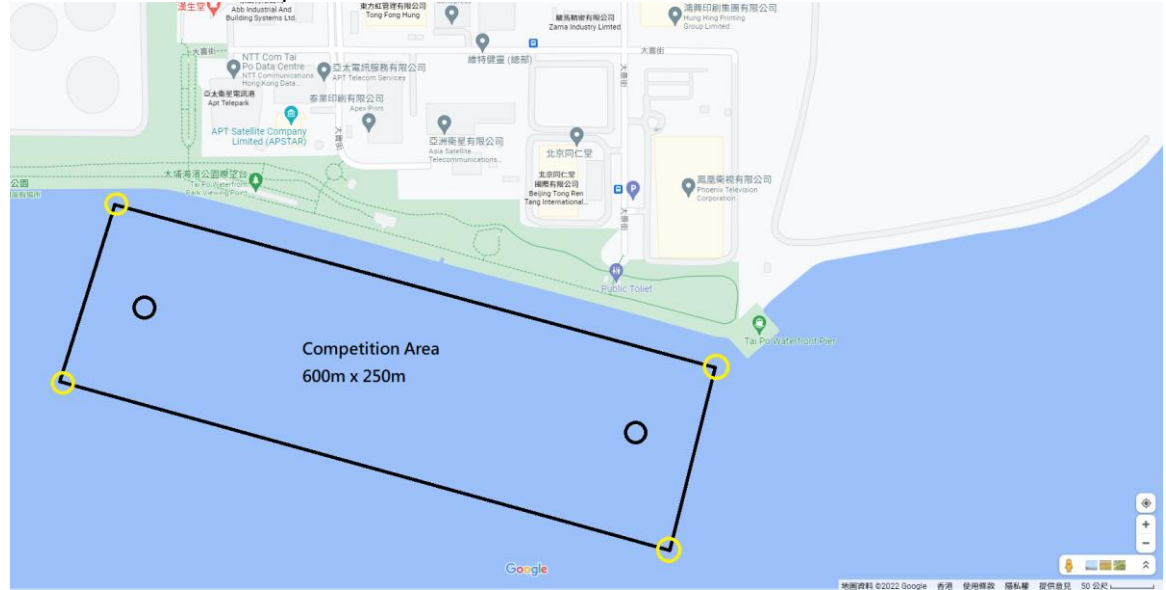 漢生堂
Abb Industrial And
Building Systems Ltd.
東方紅管理有限公司
Tong Fong Hung
駿馬精密有限公司
Zama Industry Limted
鴻興印刷集團有限公司
Hung Hing Printing
Group Limited
大喜街
大喜街
維特健靈 (總部)
NTT Com Tai
Po Data Centre
NTT Communications
Hong Kong Data...
亞太電訊服務有限公司
APT Telecom Services
亞太衛星電訊港
Apt Telepark
泰業印刷有限公司
Apex Print
APT Satellite Company
Limited (APSTAR)
亞洲衛星有限公司
Asia Satellite
Telecommunications...
北京同仁堂
北京同仁堂
國際有限公司
Beijing Tong Ren
Tang International...
P
鳳凰衛視有限公司
Phoenix Television
Corporation
大埔海濱公園瞭望台
Tai Po Waterfront
Park Viewing Point
公園
Public Toliet
Tai Po Waterfront Pier
Competition Area
600m x 250m
Google
地圖資料 ©2022 Google 香港 使用條款 隱私權 提供意見 50 公尺